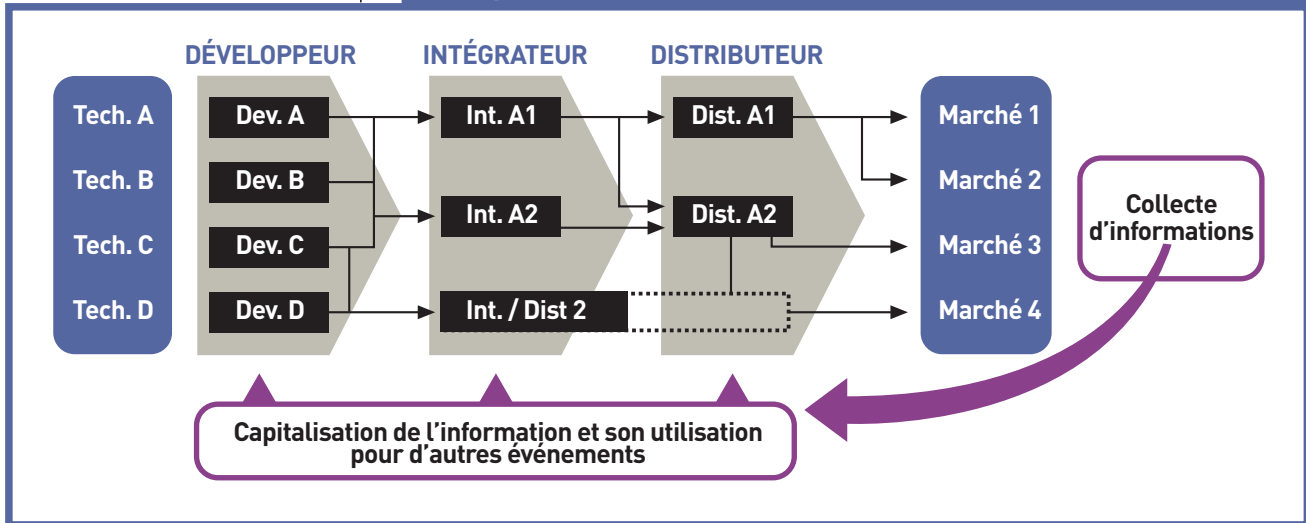 DÉVELOPPEUR INTÉGRATEUR DISTRIBUTEUR
Tech. A Dev. A Int. A1 Dist. A1 Marché 1
Tech. B Dev. B Marché 2
Int. A2 Dist. A2
Tech. C Dev. C Marché 3
Tech. D Dev. D Int. / Dist 2 Marché 4
Collecte
d’informations
Capitalisation de l’information et son utilisation
pour d’autres événements